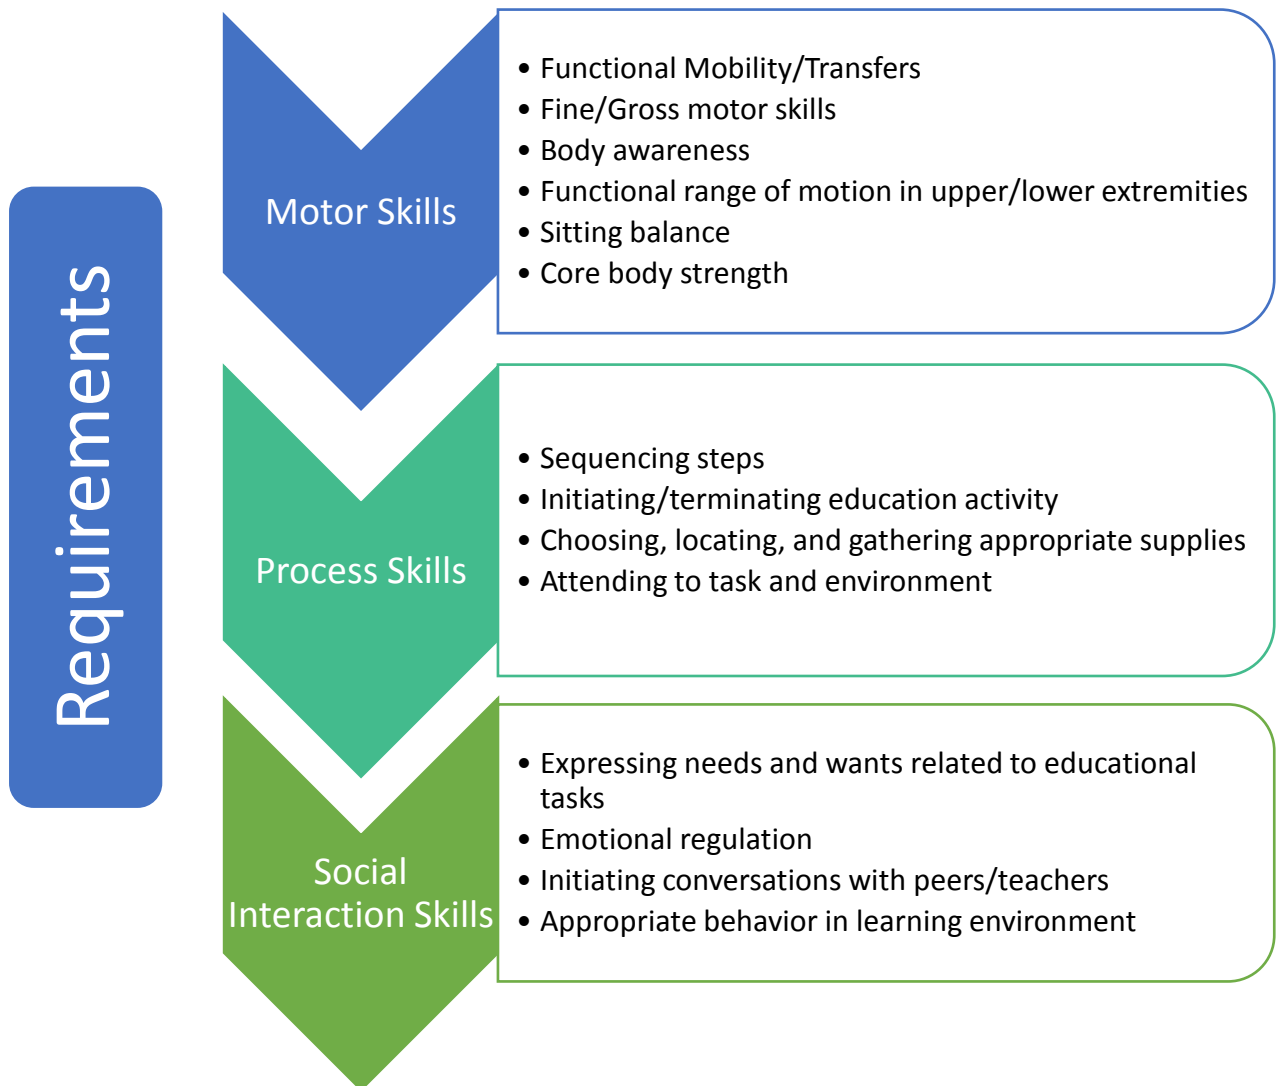 Requirements
Motor Skills
• Functional Mobility/Transfers
• Fine/Gross motor skills
• Body awareness
• Functional range of motion in upper/lower extremities
• Sitting balance
• Core body strength
Process Skills
• Sequencing steps
• Initiating/terminating education activity
• Choosing, locating, and gathering appropriate supplies
• Attending to task and environment
Social
Interaction Skills
• Expressing needs and wants related to educational
tasks
• Emotional regulation
• Initiating conversations with peers/teachers
• Appropriate behavior in learning environment